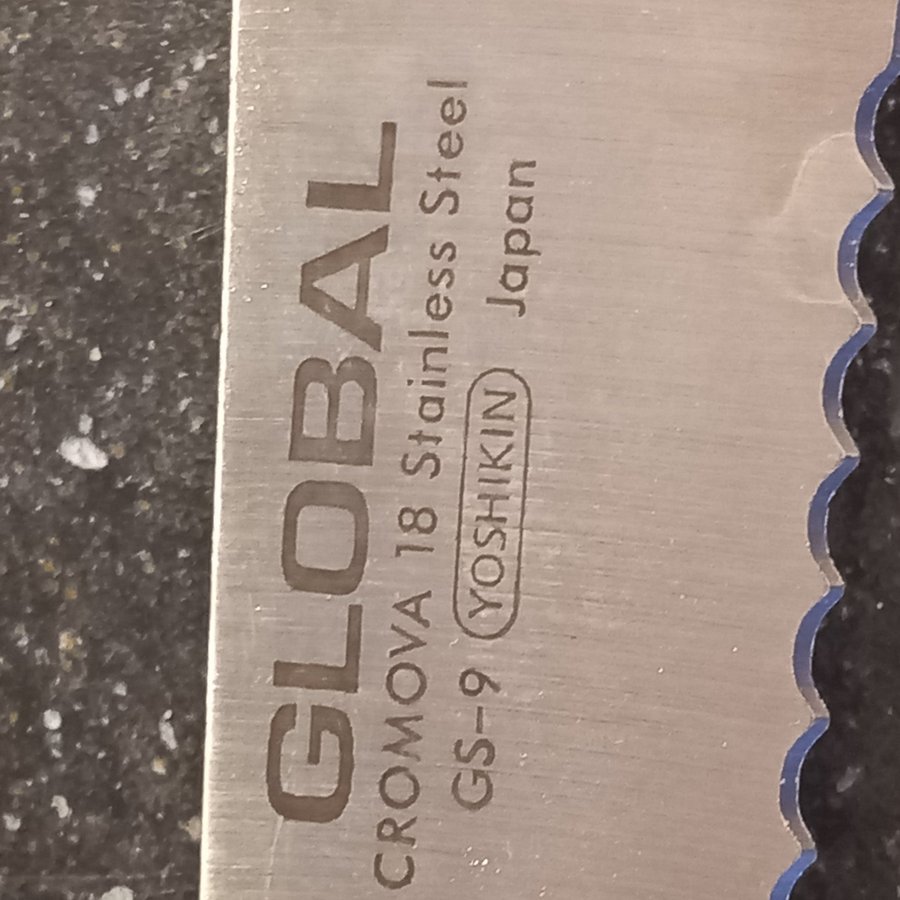 GLOBAL
CROMOVA 18 Stainless Steel
GS-9 YOSHIKIN Japan